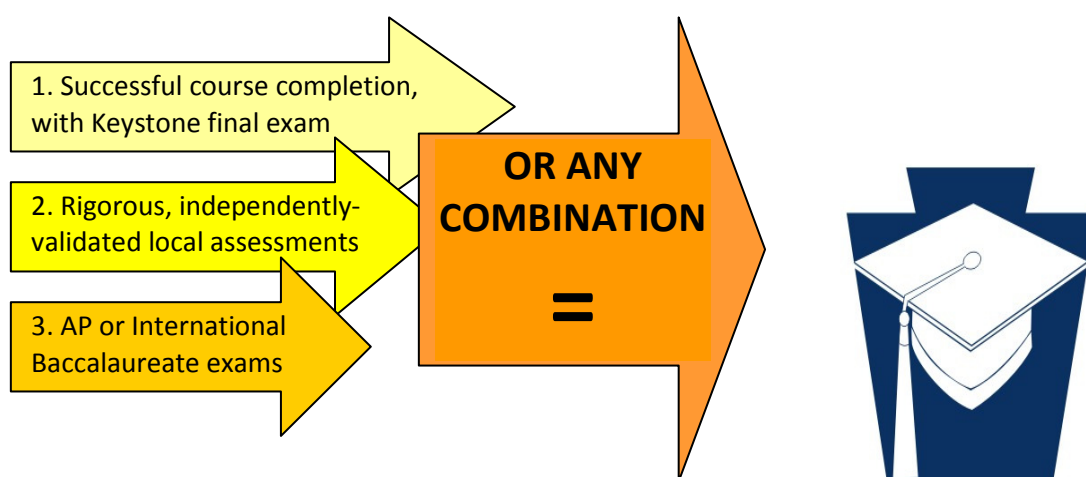 1. Successful course completion,
with Keystone final exam
2. Rigorous, independently-
validated local assessments
3. AP or International
Baccalaureate exams
OR ANY
COMBINATION
=